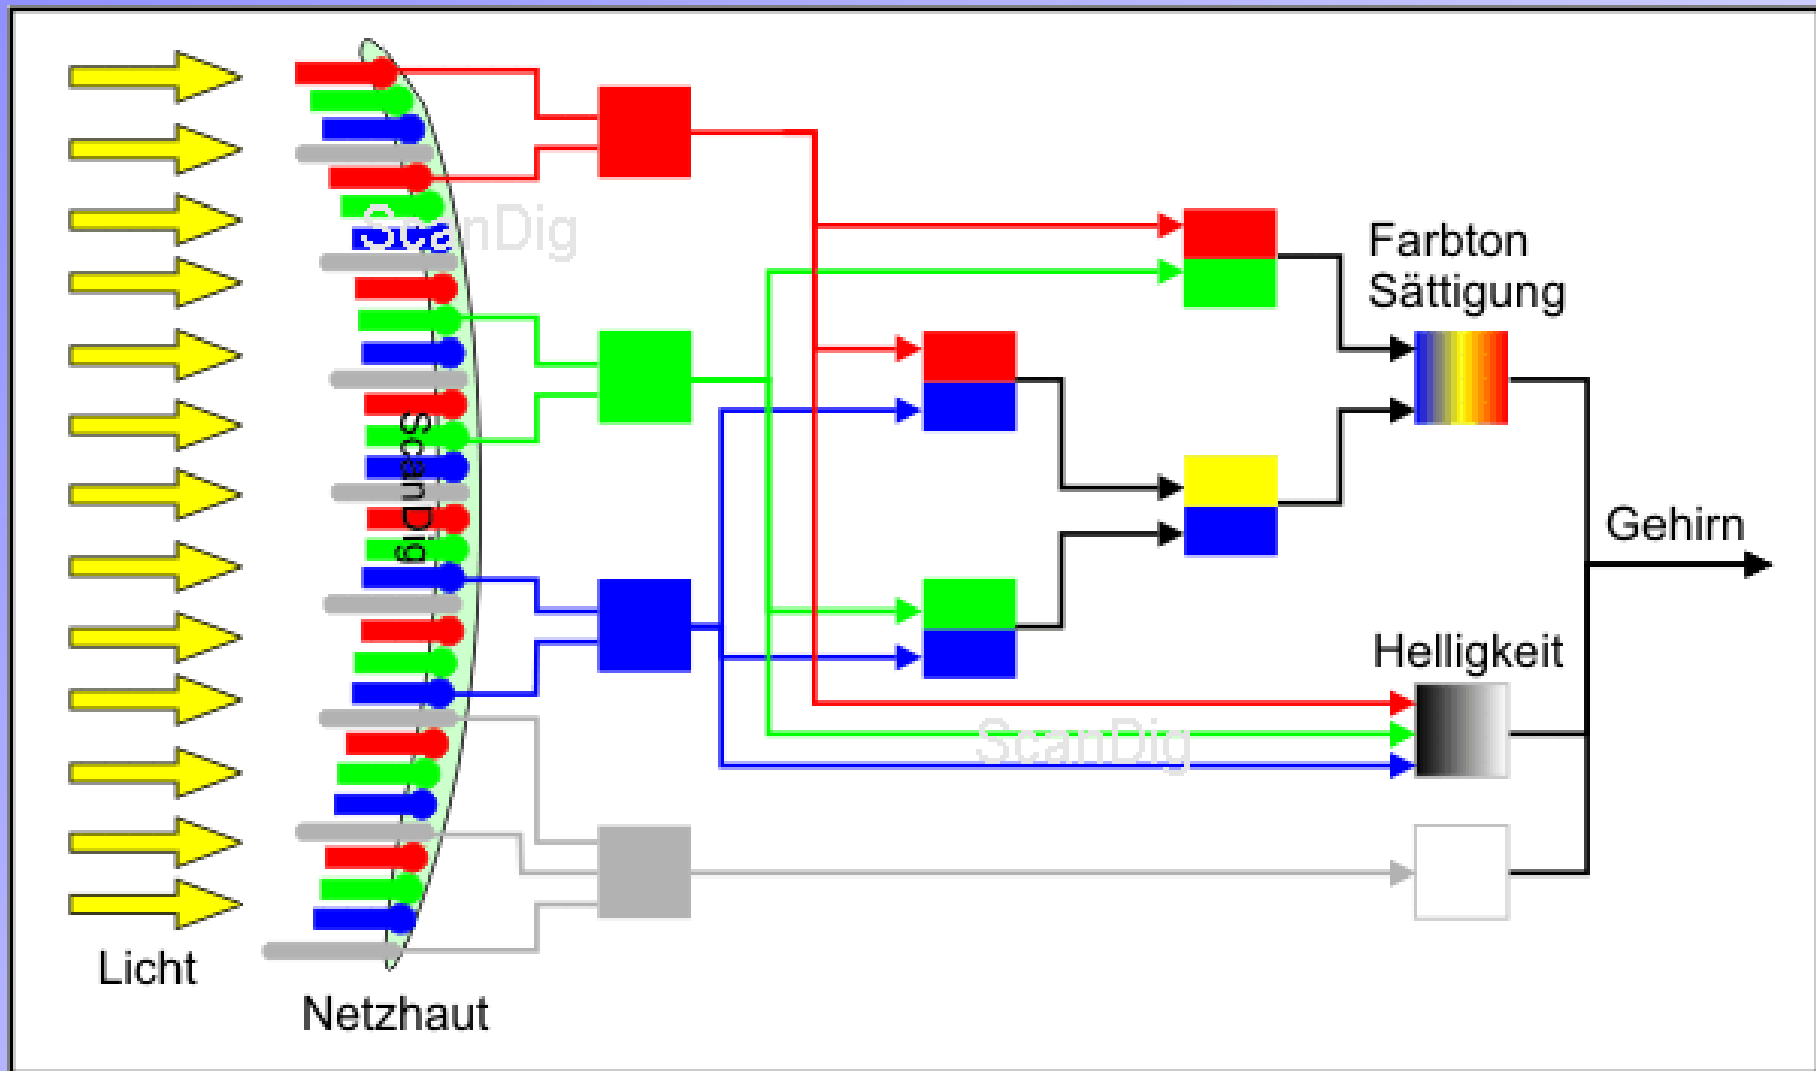 ScanDig
Farbton
Sättigung
ScanDig
Gehirn
Helligkeit
ScanDig
Licht
Netzhaut